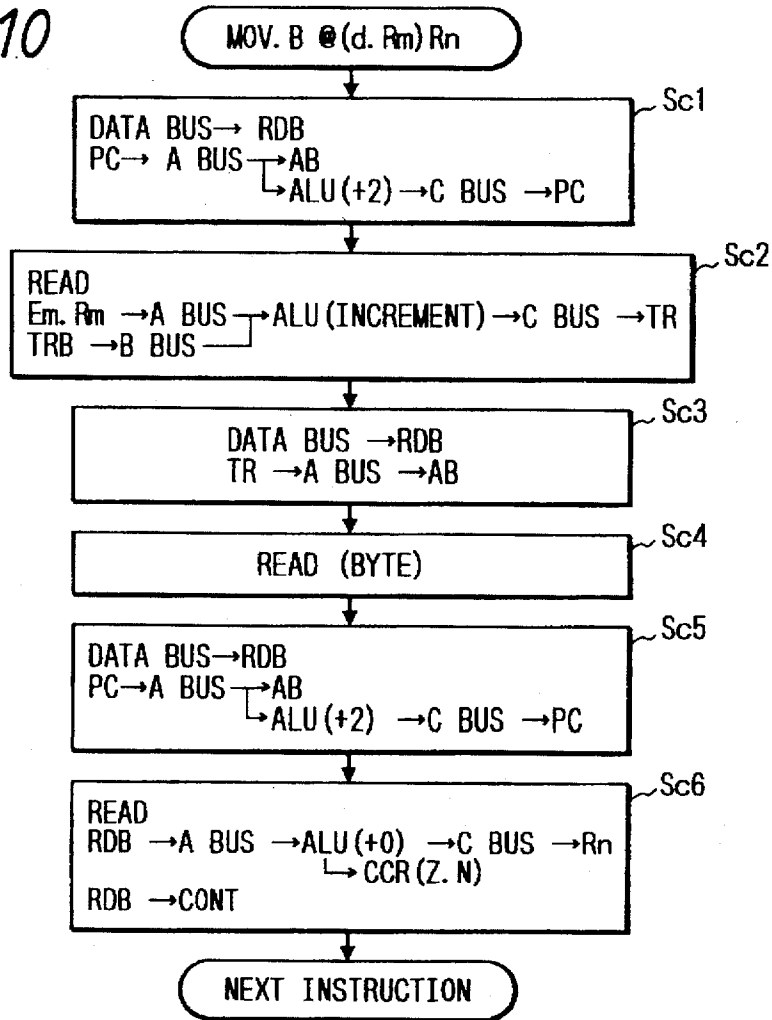 10
MOV.B @(d.Rm)Rn
Sc1
DATA BUS→ RDB
PC→ A BUS→AB
→ALU(+2)→C BUS→PC
Sc2
READ
Em.Rm→A BUS→ALU(INCREMENT)→C BUS→TR
TRB→B BUS
Sc3
DATA BUS→RDB
TR→A BUS→AB
Sc4
READ (BYTE)
Sc5
DATA BUS→RDB
PC→A BUS→AB
→ALU(+2)→C BUS→PC
Sc6
READ
RDB→A BUS→ALU(+0)→C BUS→Rn
→CCR(Z.N)
RDB→CONT
NEXT INSTRUCTION